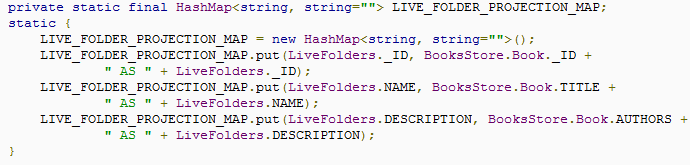 private static final HashMap<string, string=""> LIVE_FOLDER_PROJECTION_MAP;
static {
    LIVE_FOLDER_PROJECTION_MAP = new HashMap<string, string="">();
    LIVE_FOLDER_PROJECTION_MAP.put(LiveFolders._ID, BooksStore.Book._ID +
            " AS " + LiveFolders._ID);
    LIVE_FOLDER_PROJECTION_MAP.put(LiveFolders.NAME, BooksStore.Book.TITLE +
            " AS " + LiveFolders.NAME);
    LIVE_FOLDER_PROJECTION_MAP.put(LiveFolders.DESCRIPTION, BooksStore.Book.AUTHORS +
            " AS " + LiveFolders.DESCRIPTION);
}